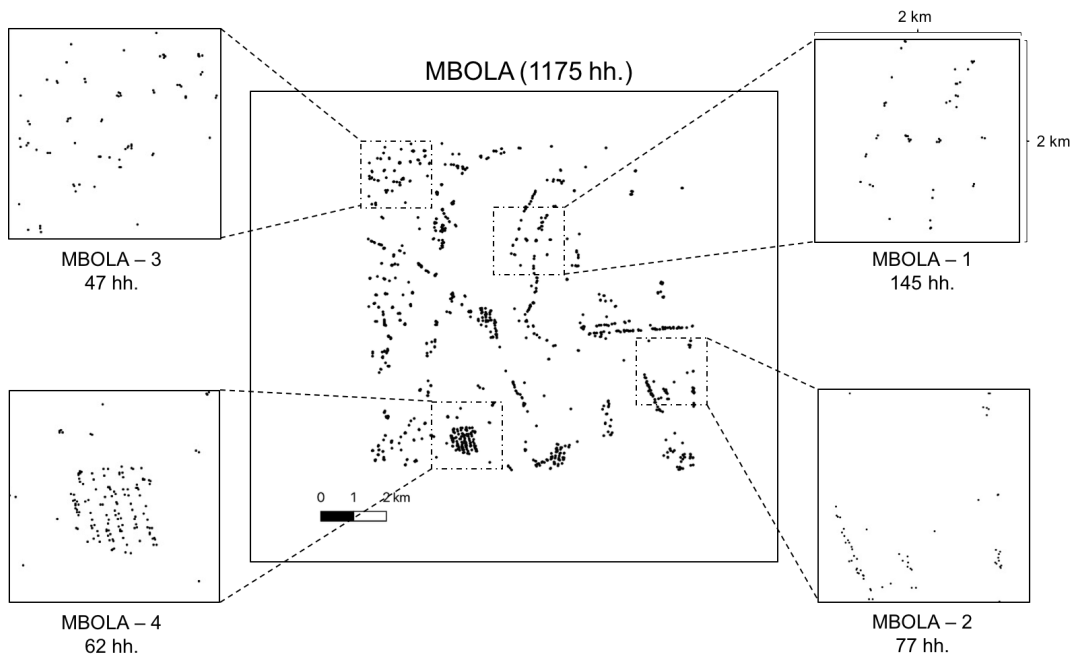 2 km
MBOLA (1175 hh.)
2 km
MBOLA – 3
47 hh.
MBOLA – 1
145 hh.
0 1 2 km
MBOLA – 4
62 hh.
MBOLA – 2
77 hh.